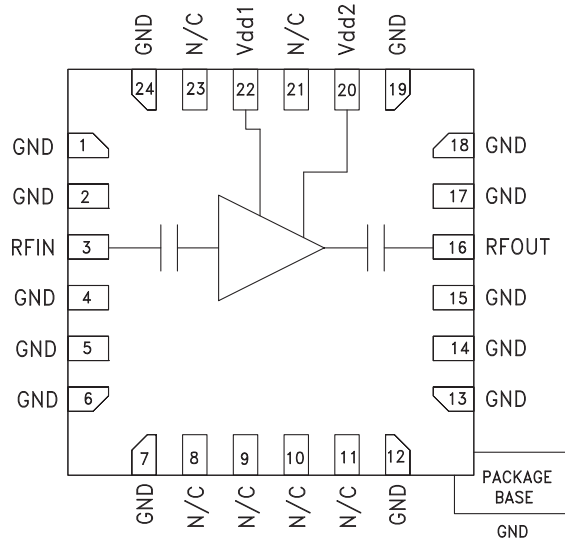 GND N/C Vdd1 N/C Vdd2 GND
24 23 22 21 20 19
GND 1 18 GND
GND 2 17 GND
RFIN 3 16 RFOUT
GND 4 15 GND
GND 5 14 GND
GND 6 13 GND
7 8 9 10 11 12
GND N/C N/C N/C N/C GND
PACKAGE
BASE
GND